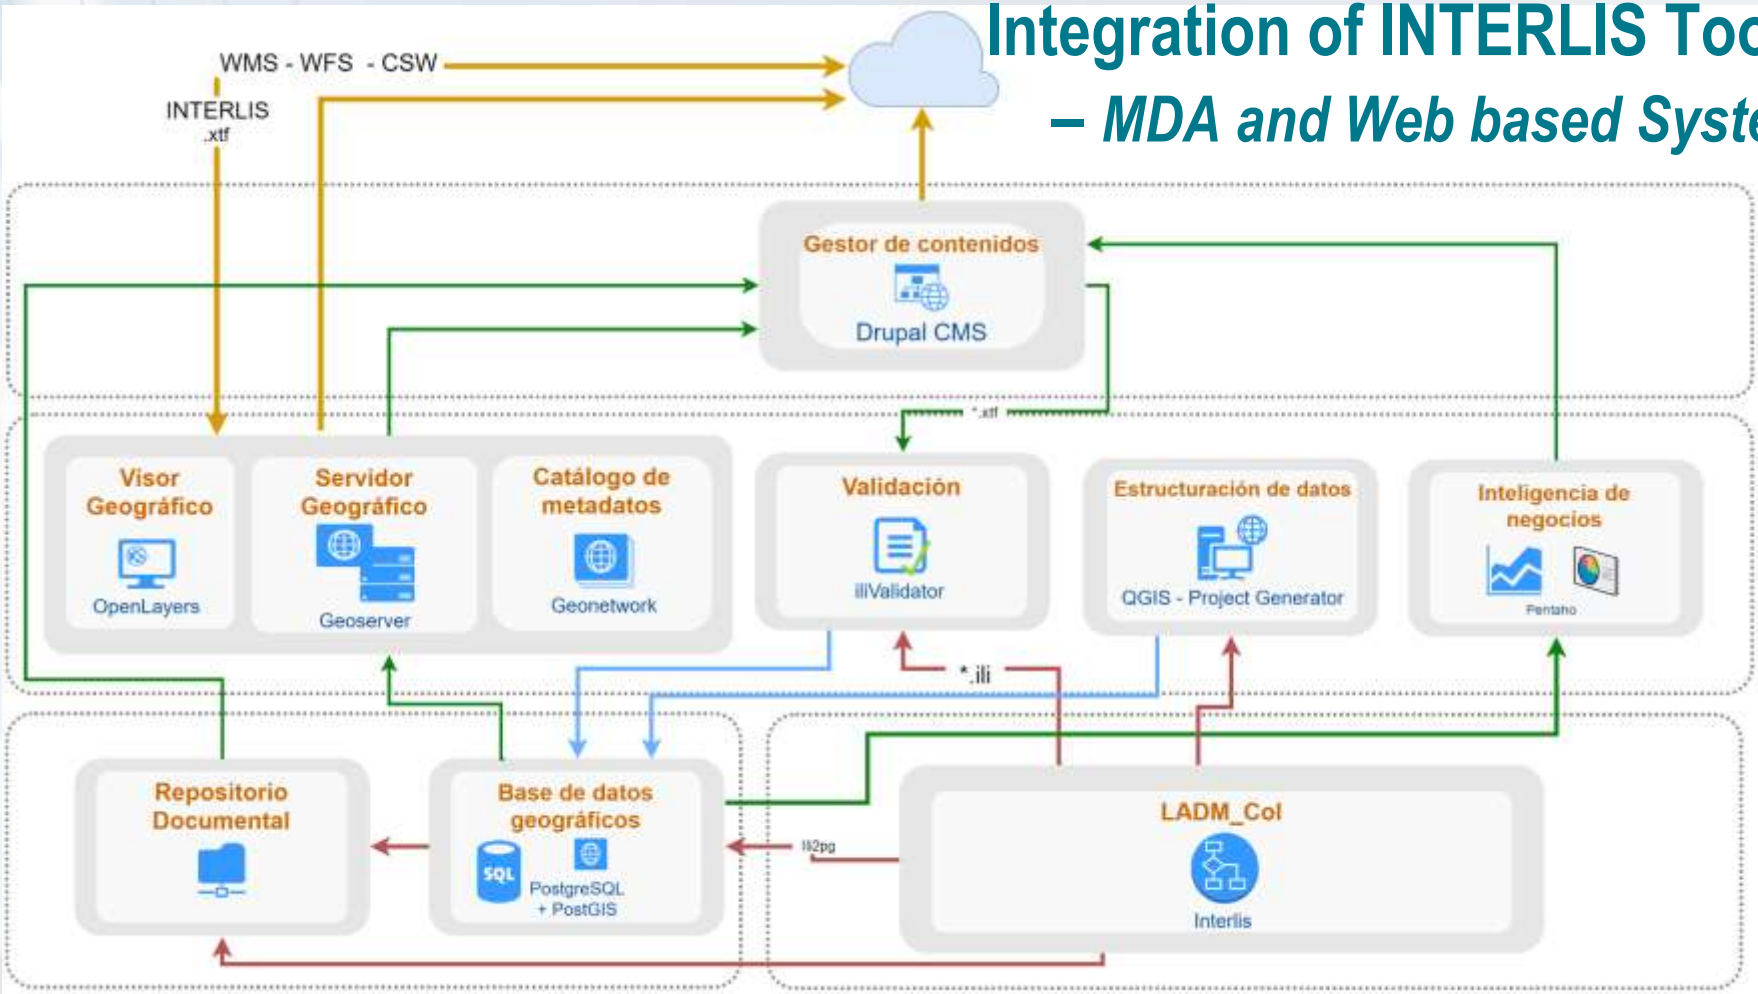 Integration of INTERLIS
– MDA and Web based
WMS - WFS - CSW
INTERLIS
.xtf
Gestor de contenidos
Drupal CMS
*.xtf
Visor
Geográfico
OpenLayers
Servidor
Geográfico
Geoserver
Catálogo de
metadatos
Geonetwork
Validación
iliValidator
Estructuración de datos
QGIS - Project Generator
Inteligencia de
negocios
Pentaho
*.ili
Repositorio
Documental
Base de datos
geográficos
SQL
PostgreSQL
+ PostGIS
ili2pg
LADM_Col
Interlis